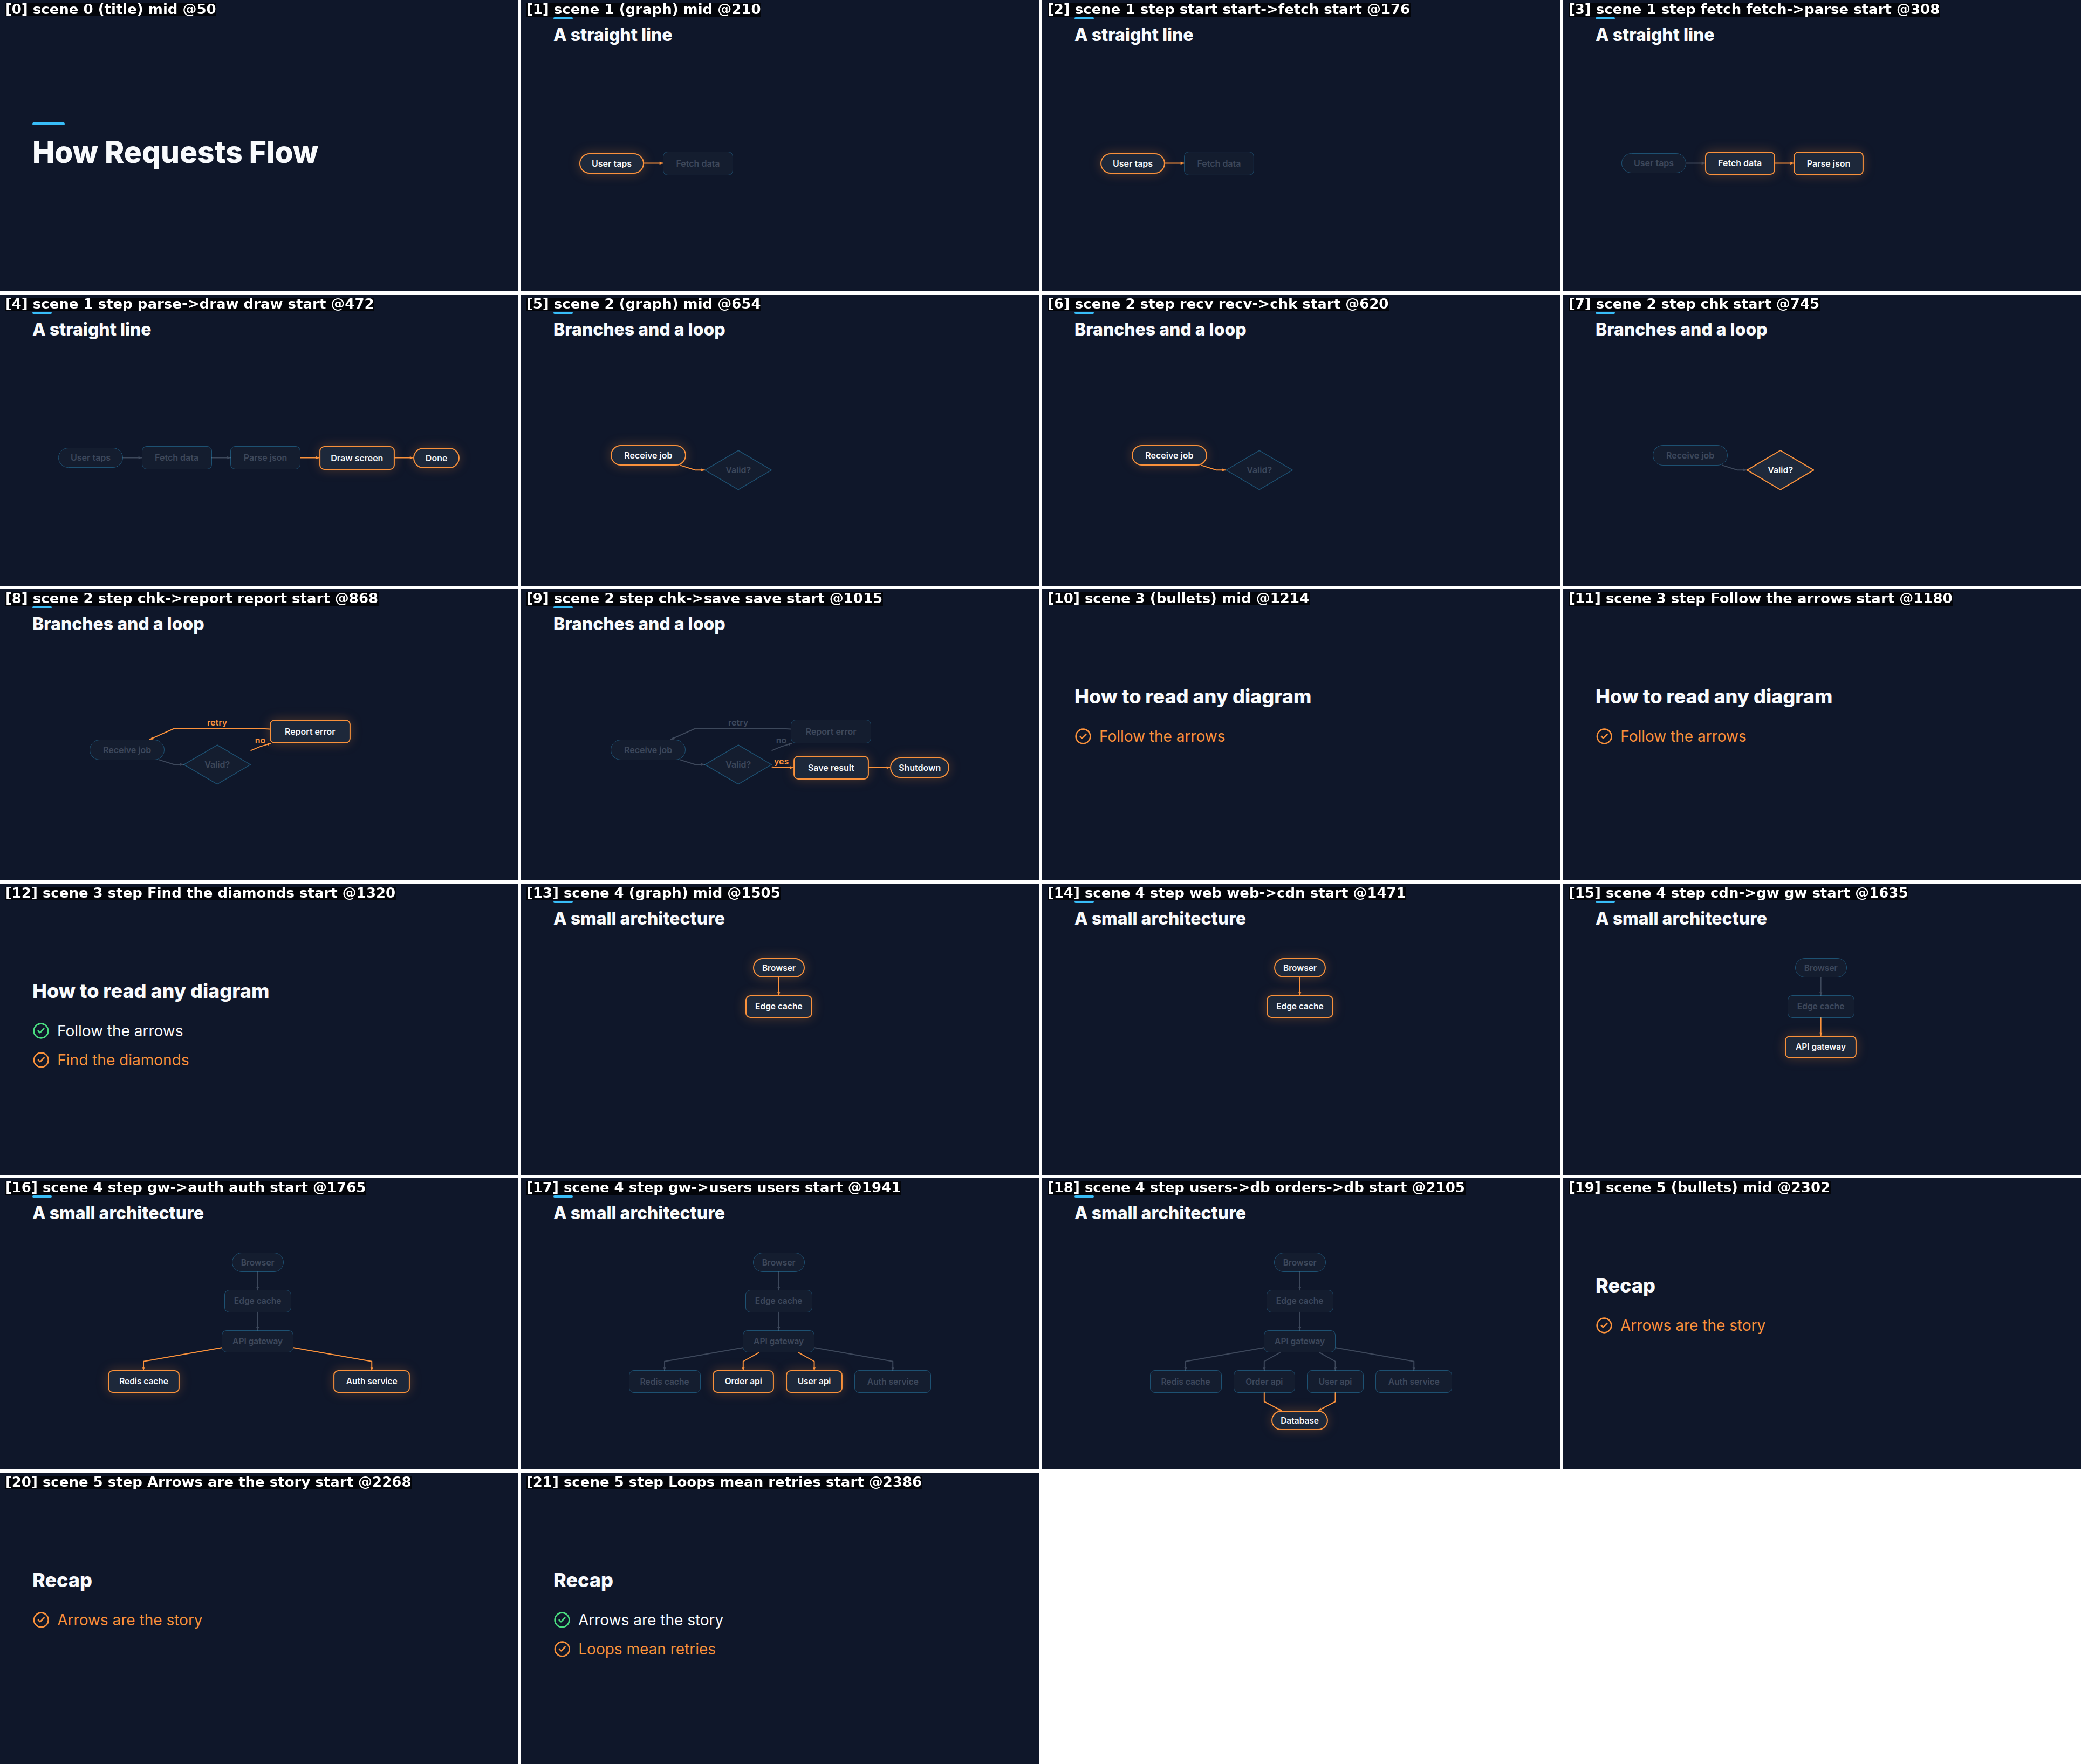 [0] scene 0 (title) mid @50
How Requests Flow
[1] scene 1 (graph) mid @210
A straight line
User taps
Fetch data
[2] scene 1 step start start->fetch start @176
A straight line
User taps
Fetch data
[3] scene 1 step fetch fetch->parse start @308
A straight line
User taps
Fetch data
Parse json
[4] scene 1 step parse->draw draw start @472
A straight line
User taps
Fetch data
Parse json
Draw screen
Done
[5] scene 2 (graph) mid @654
Branches and a loop
Receive job
Valid?
[6] scene 2 step recv recv->chk start @620
Branches and a loop
Receive job
Valid?
[7] scene 2 step chk start @745
Branches and a loop
Receive job
Valid?
[8] scene 2 step chk->report report start @868
Branches and a loop
retry
Report error
no
Receive job
Valid?
[9] scene 2 step chk->save save start @1015
Branches and a loop
retry
Report error
no
Receive job
Valid?
yes
Save result
Shutdown
[10] scene 3 (bullets) mid @1214
How to read any diagram
Follow the arrows
[11] scene 3 step Follow the arrows start @1180
How to read any diagram
Follow the arrows
[12] scene 3 step Find the diamonds start @1320
How to read any diagram
Follow the arrows
Find the diamonds
[13] scene 4 (graph) mid @1505
A small architecture
Browser
Edge cache
[14] scene 4 step web web->cdn start @1471
A small architecture
Browser
Edge cache
[15] scene 4 step cdn->gw gw start @1635
A small architecture
Browser
Edge cache
API gateway
[16] scene 4 step gw->auth auth start @1765
A small architecture
Browser
Edge cache
API gateway
Redis cache
Auth service
[17] scene 4 step gw->users users start @1941
A small architecture
Browser
Edge cache
API gateway
Redis cache
Order api
User api
Auth service
[18] scene 4 step users->db orders->db start @2105
A small architecture
Browser
Edge cache
API gateway
Redis cache
Order api
User api
Auth service
Database
[19] scene 5 (bullets) mid @2302
Recap
Arrows are the story
[20] scene 5 step Arrows are the story start @2268
Recap
Arrows are the story
[21] scene 5 step Loops mean retries start @2386
Recap
Arrows are the story
Loops mean retries